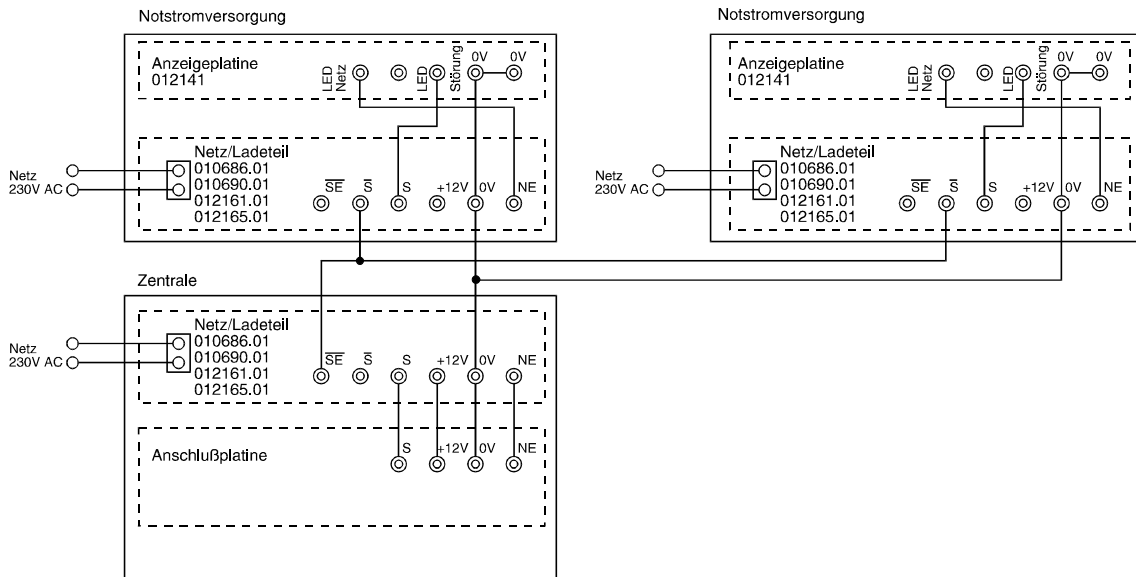 Notstromversorgung
Anzeigeplatine
012141
LED
Netz
LED
Störung
0V 0V
Netz/Ladeteil
010686.01
010690.01
012161.01
012165.01
Netz
230V AC
S̅E̅ S̅ S +12V 0V NE
Notstromversorgung
Anzeigeplatine
012141
LED
Netz
LED
Störung
0V 0V
Netz/Ladeteil
010686.01
010690.01
012161.01
012165.01
Netz
230V AC
S̅E̅ S̅ S +12V 0V NE
Zentrale
Netz/Ladeteil
010686.01
010690.01
012161.01
012165.01
Netz
230V AC
S̅E̅ S̅ S +12V 0V NE
Anschlußplatine
S +12V 0V NE